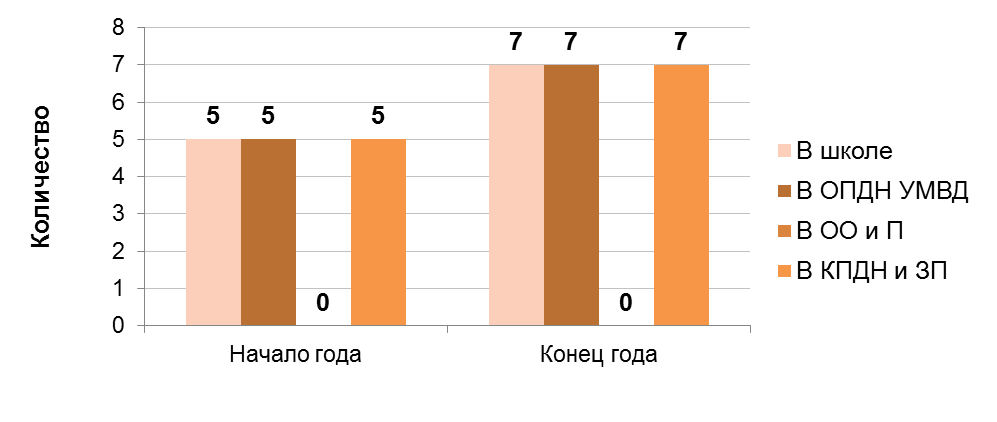 Количество
8
7
6
5
4
3
2
1
0
5 5 0 5
7 7 0 7
Начало года
Конец года
В школе
В ОПДН УМВД
В ОО и П
В КПДН и ЗП